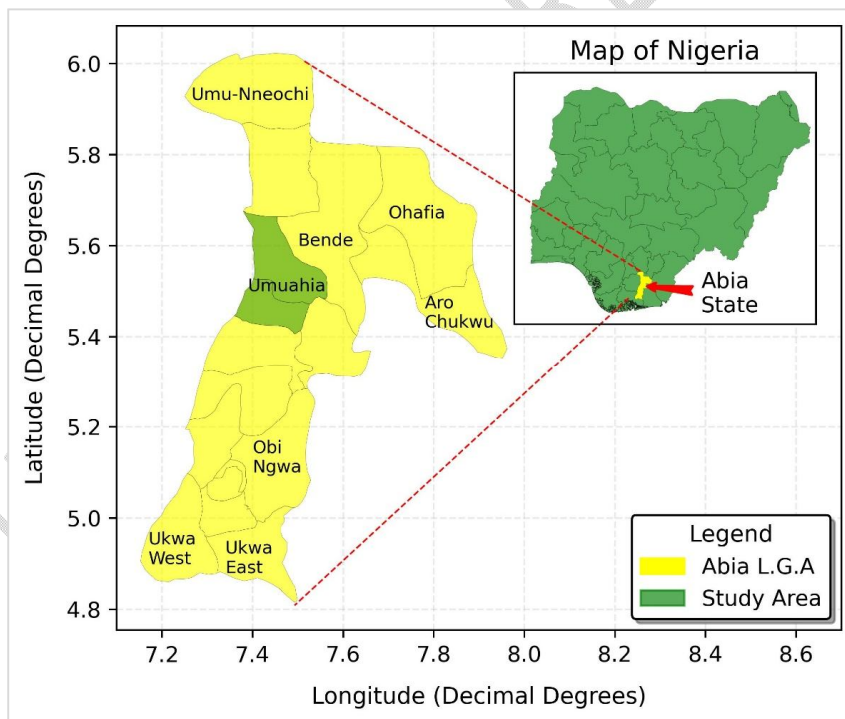 Map of Nigeria
Abia
State
Umu-Nneochi
Ohafia
Bende
Umuahia
Aro
Chukwu
Obi
Ngwa
Ukwa
West
Ukwa
East
Legend
Abia L.G.A
Study Area
Latitude (Decimal Degrees)
6.0
5.8
5.6
5.4
5.2
5.0
4.8
7.2 7.4 7.6 7.8 8.0 8.2 8.4 8.6
Longitude (Decimal Degrees)